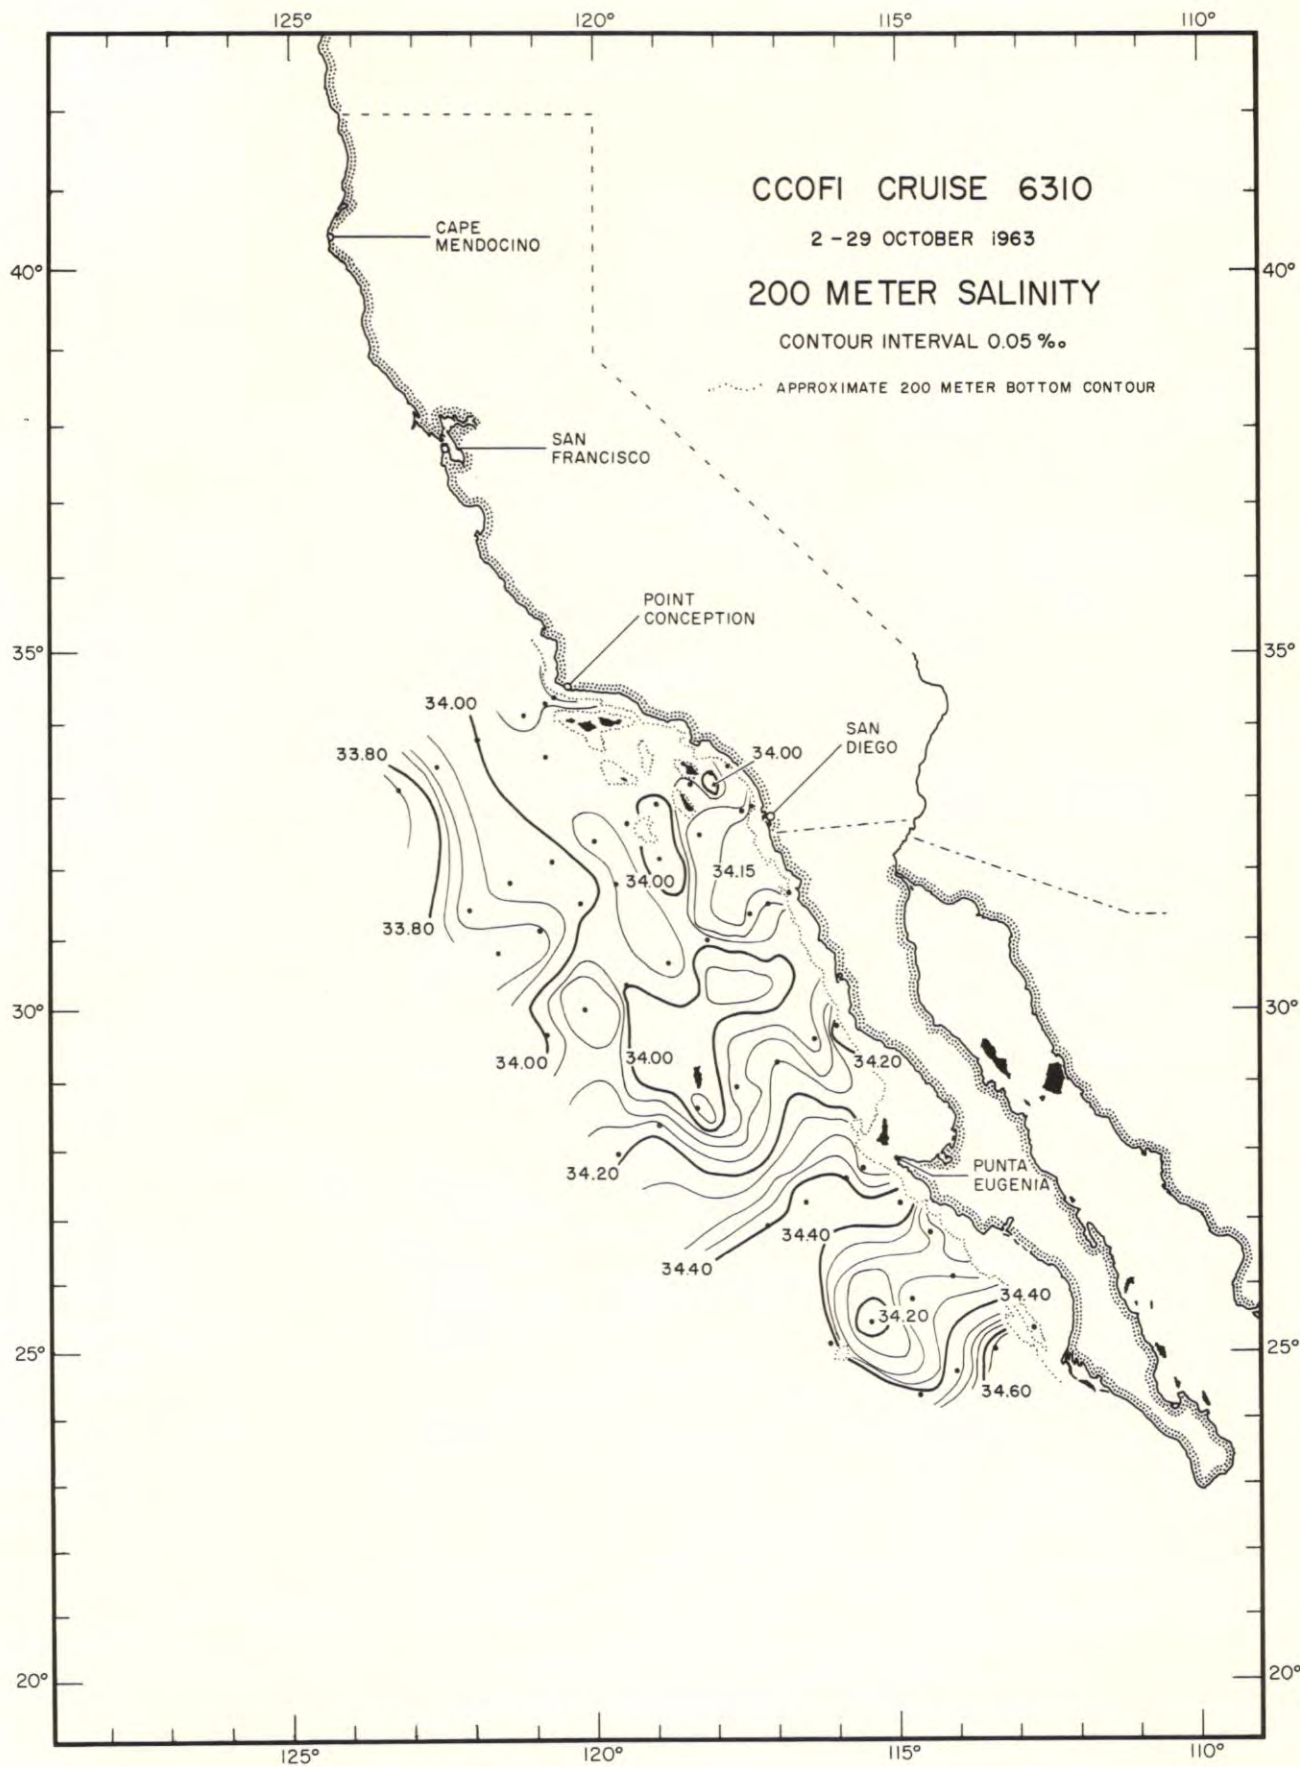 125° 120° 115° 110°
CCOFI CRUISE 6310
2-29 OCTOBER 1963
200 METER SALINITY
CONTOUR INTERVAL 0.05 ‰
APPROXIMATE 200 METER BOTTOM CONTOUR
CAPE
MENDOCINO
40° 40°
SAN
FRANCISCO
POINT
CONCEPTION
35° 35°
34.00
SAN
DIEGO
33.80
34.00
34.15
34.00
33.80
30° 30°
34.00
34.00
34.20
34.20
PUNTA
EUGENIA
34.40
34.40
34.40
34.20
25° 25°
34.60
20° 20°
125° 120° 115° 110°